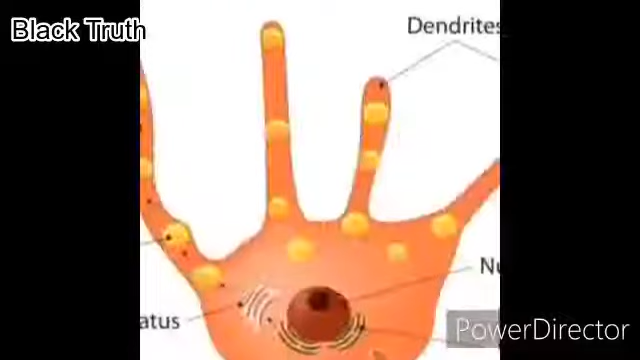 Black Truth
Dendrites
Nu
atus
PowerDirector